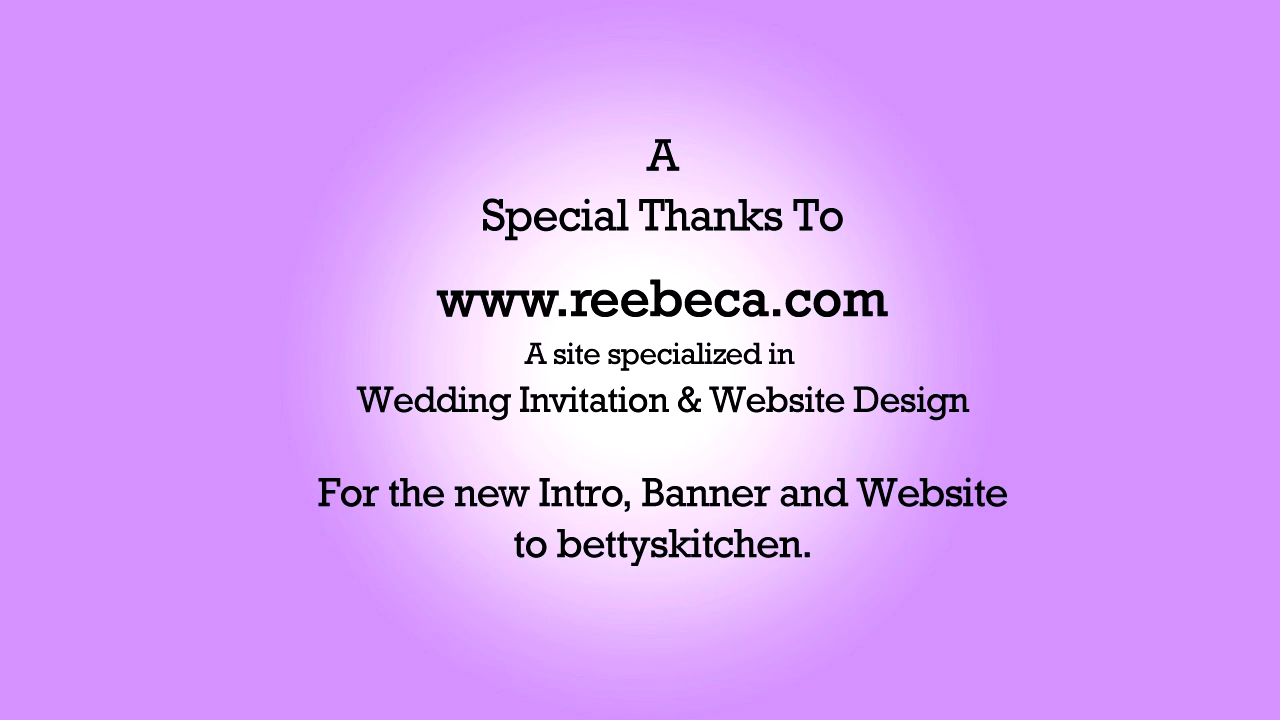 A
Special Thanks To
www.reebeca.com
A site specialized in
Wedding Invitation & Website Design
For the new Intro, Banner and Website
to bettyskitchen.